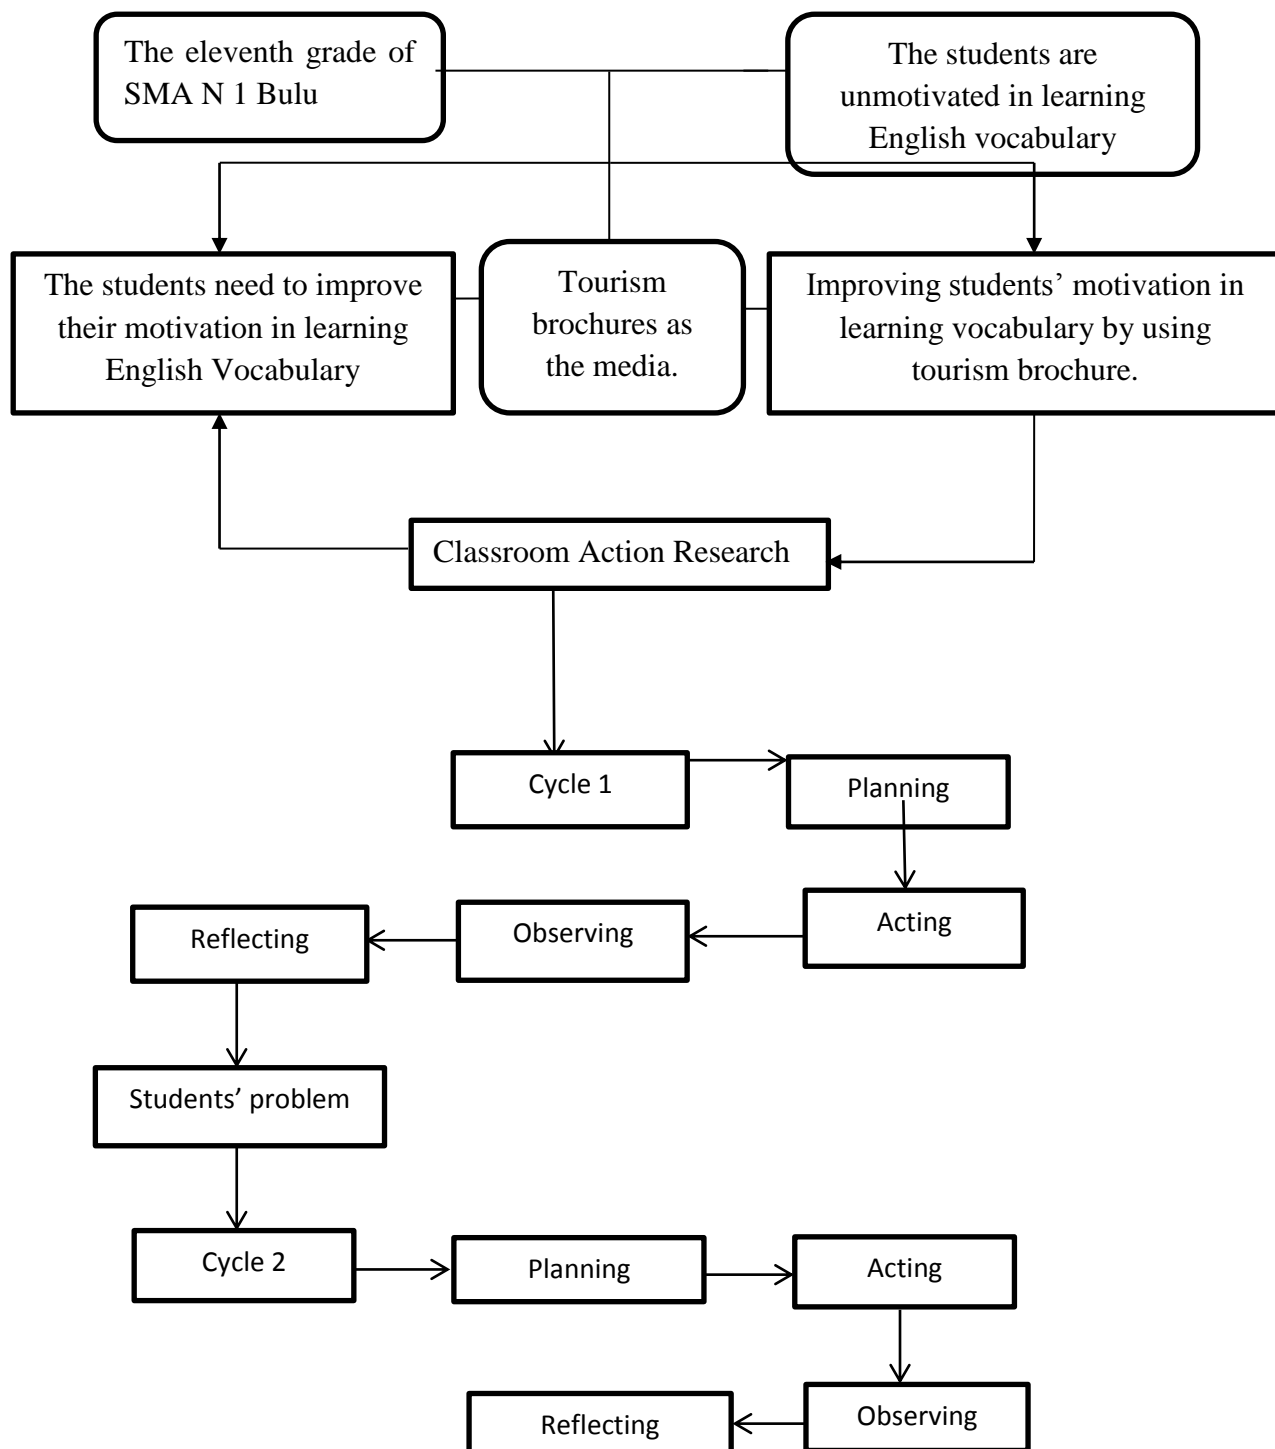 The eleventh grade of
SMA N 1 Bulu
The students are
unmotivated in learning
English vocabulary
The students need to improve
their motivation in learning
English Vocabulary
Tourism
brochures as
the media.
Improving students’ motivation in
learning vocabulary by using
tourism brochure.
Classroom Action Research
Cycle 1
Planning
Acting
Observing
Reflecting
Students’ problem
Cycle 2
Planning
Acting
Observing
Reflecting